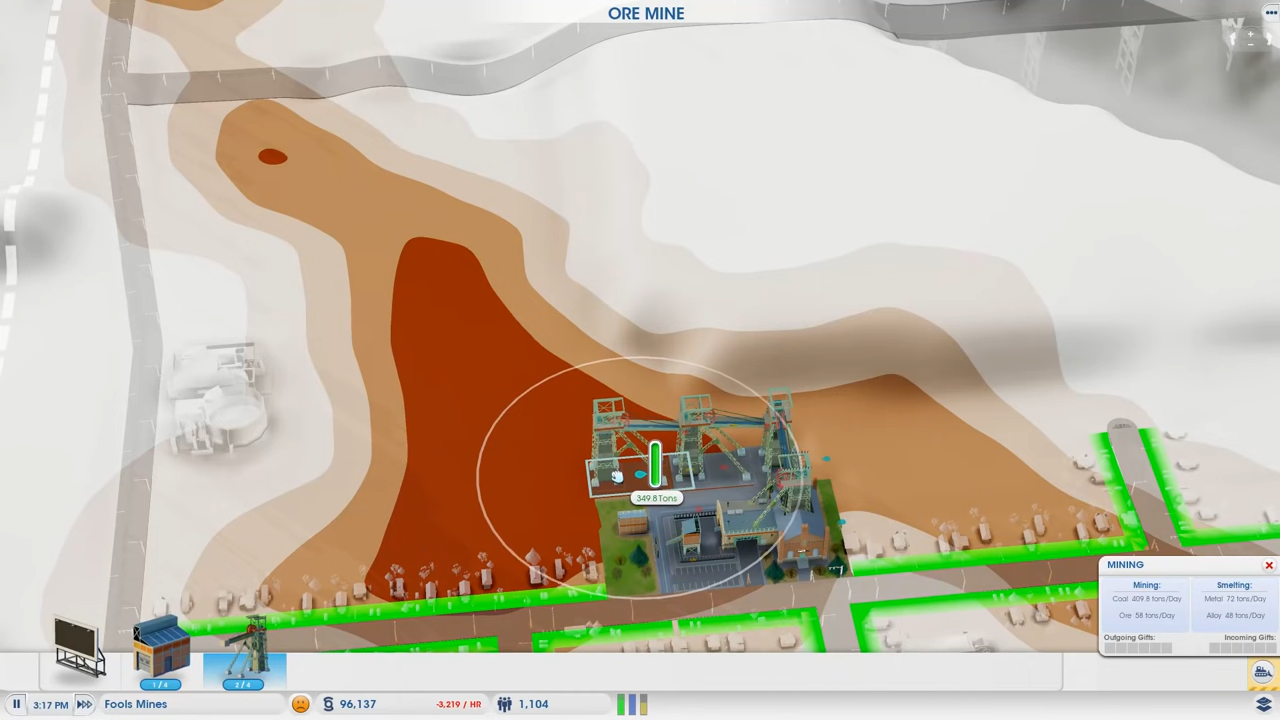 ORE MINE
349.8 Tons
MINING
Mining:
Smelting:
Coal 409.8 tons/Day
Metal 72 tons/Day
Ore 58 tons/Day
Alloy 48 tons/Day
Outgoing Gifts:
Incoming Gifts:
1/4
2/4
3:17 PM
Fools Mines
96,137
-3,219 / HR
1,104